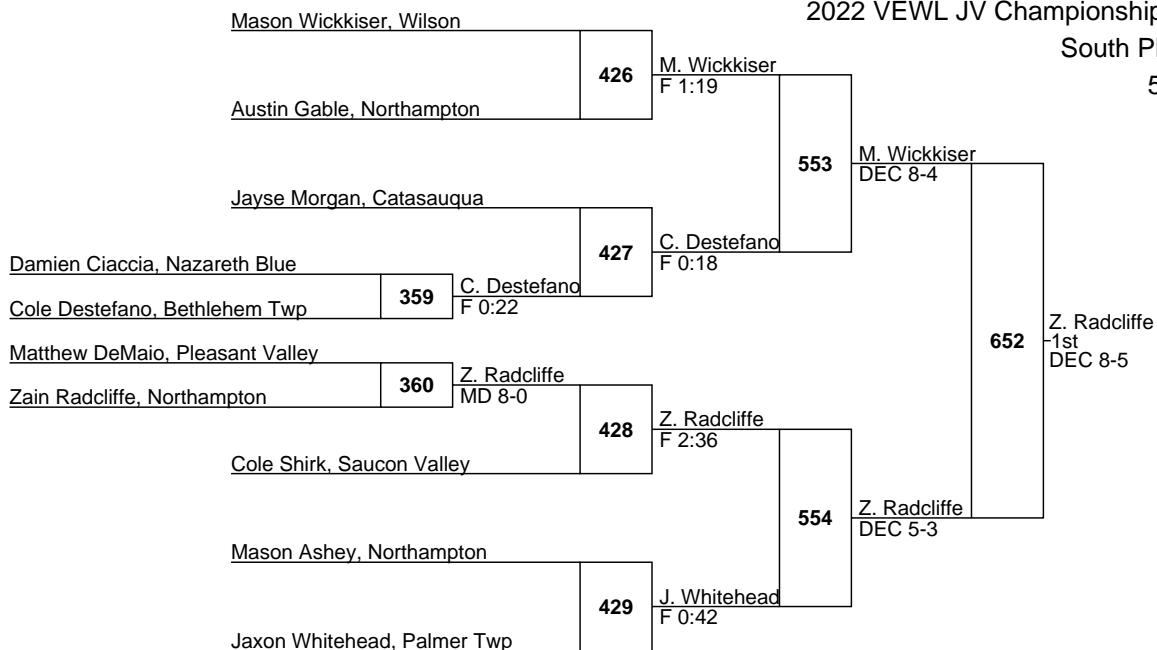 2022 VEWL JV Championship
South Pl
5
Mason Wickkiser, Wilson
426
M. Wickkiser
F 1:19
Austin Gable, Northampton
553
M. Wickkiser
DEC 8-4
Jayse Morgan, Catasauqua
427
C. Destefano
F 0:18
Damien Ciaccia, Nazareth Blue
359
C. Destefano
F 0:22
Cole Destefano, Bethlehem Twp
652
Z. Radcliffe
1st
DEC 8-5
Matthew DeMaio, Pleasant Valley
360
Z. Radcliffe
MD 8-0
Zain Radcliffe, Northampton
428
Z. Radcliffe
F 2:36
Cole Shirk, Saucon Valley
554
Z. Radcliffe
DEC 5-3
Mason Ashey, Northampton
429
J. Whitehead
F 0:42
Jaxon Whitehead, Palmer Twp